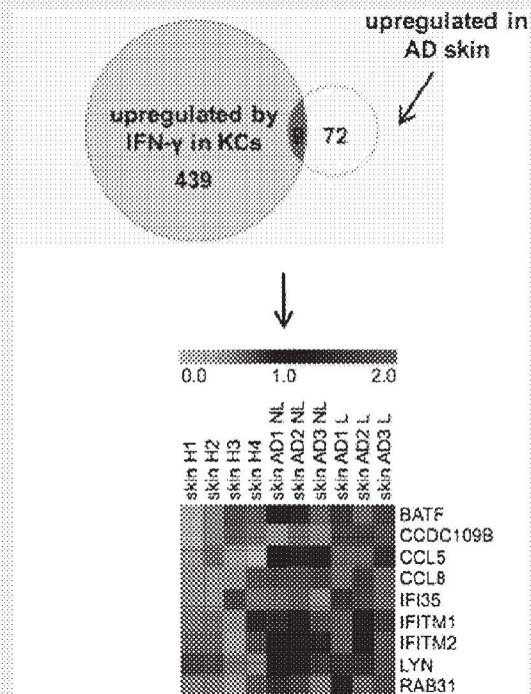 upregulated in
AD skin
upregulated by
IFN-γ in KCs
439
72
0.0 1.0 2.0
skin H1
skin H2
skin H3
skin H4
skin AD1 NL
skin AD2 NL
skin AD3 NL
skin AD1 L
skin AD2 L
skin AD3 L
BATF
CCDC109B
CCL5
CCL8
IFI35
IFITM1
IFITM2
LYN
RAB31